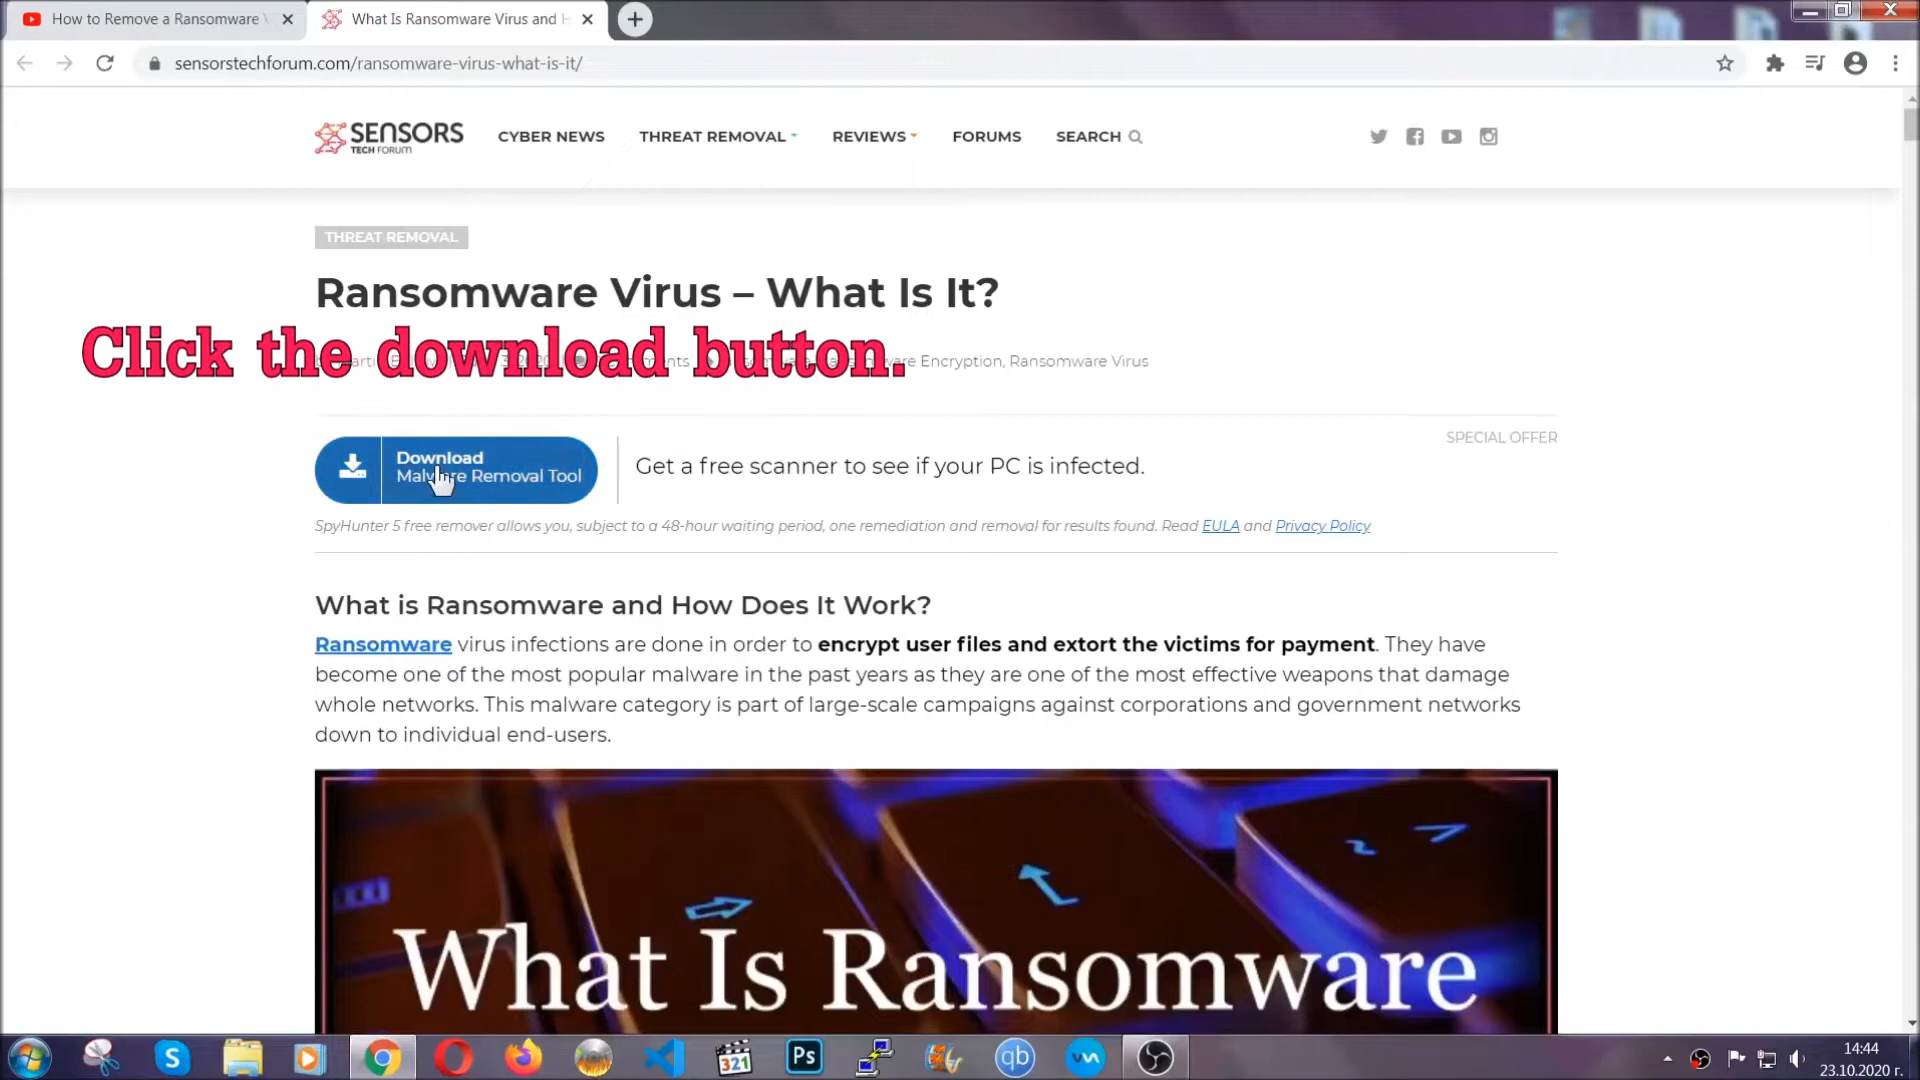 How to Remove a Ransomware
What Is Ransomware Virus and H
sensorstechforum.com/ransomware-virus-what-is-it/
SENSORS
TECH FORUM
CYBER NEWS
THREAT REMOVAL
REVIEWS
FORUMS
SEARCH
THREAT REMOVAL
Ransomware Virus – What Is It?
Click the download button.
Encryption, Ransomware Virus
SPECIAL OFFER
Download
Malware Removal Tool
Get a free scanner to see if your PC is infected.
SpyHunter 5 free remover allows you, subject to a 48-hour waiting period, one remediation and removal for results found. Read EULA and Privacy Policy
What is Ransomware and How Does It Work?
Ransomware virus infections are done in order to encrypt user files and extort the victims for payment. They have
become one of the most popular malware in the past years as they are one of the most effective weapons that damage
whole networks. This malware category is part of large-scale campaigns against corporations and government networks
down to individual end-users.
What Is Ransomware
S
321
Ps
qb
14:44
23.10.2020 г.